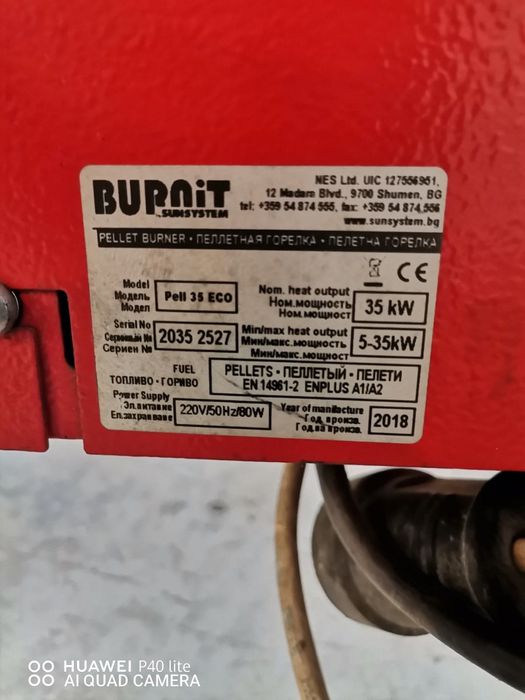 BURNiT
by SUNSYSTEM
NES Ltd. UIC 127556951,
12 Madara Blvd., 9700 Shumen, BG
tel: +359 54 874 555, fax: +359 54 874 556
www.sunsystem.bg
PELLET BURNER • ПЕЛЛЕТНАЯ ГОРЕЛКА • ПЕЛЕТНА ГОРЕЛКА
CE
Model
Модель
Модел
Pell 35 ECO
Nom. heat output
Ном.мощность
Ном.мощност
35 kW
Serial No
Сериовный №
Сериен №
2035 2527
Min/max heat output
Мин/макс.мощность
Мин/макс.мощност
5-35kW
FUEL
ТОПЛИВО • ГОРИВО
PELLETS • ПЕЛЛЕТЫЙ • ПЕЛЕТИ
EN 14961-2 ENPLUS A1/A2
Power Supply
Эл.питание
Ел.захранване
220V/50Hz/80W
Year of manifacture
Год произв.
Год.на произв.
2018
HUAWEI P40 lite
AI QUAD CAMERA